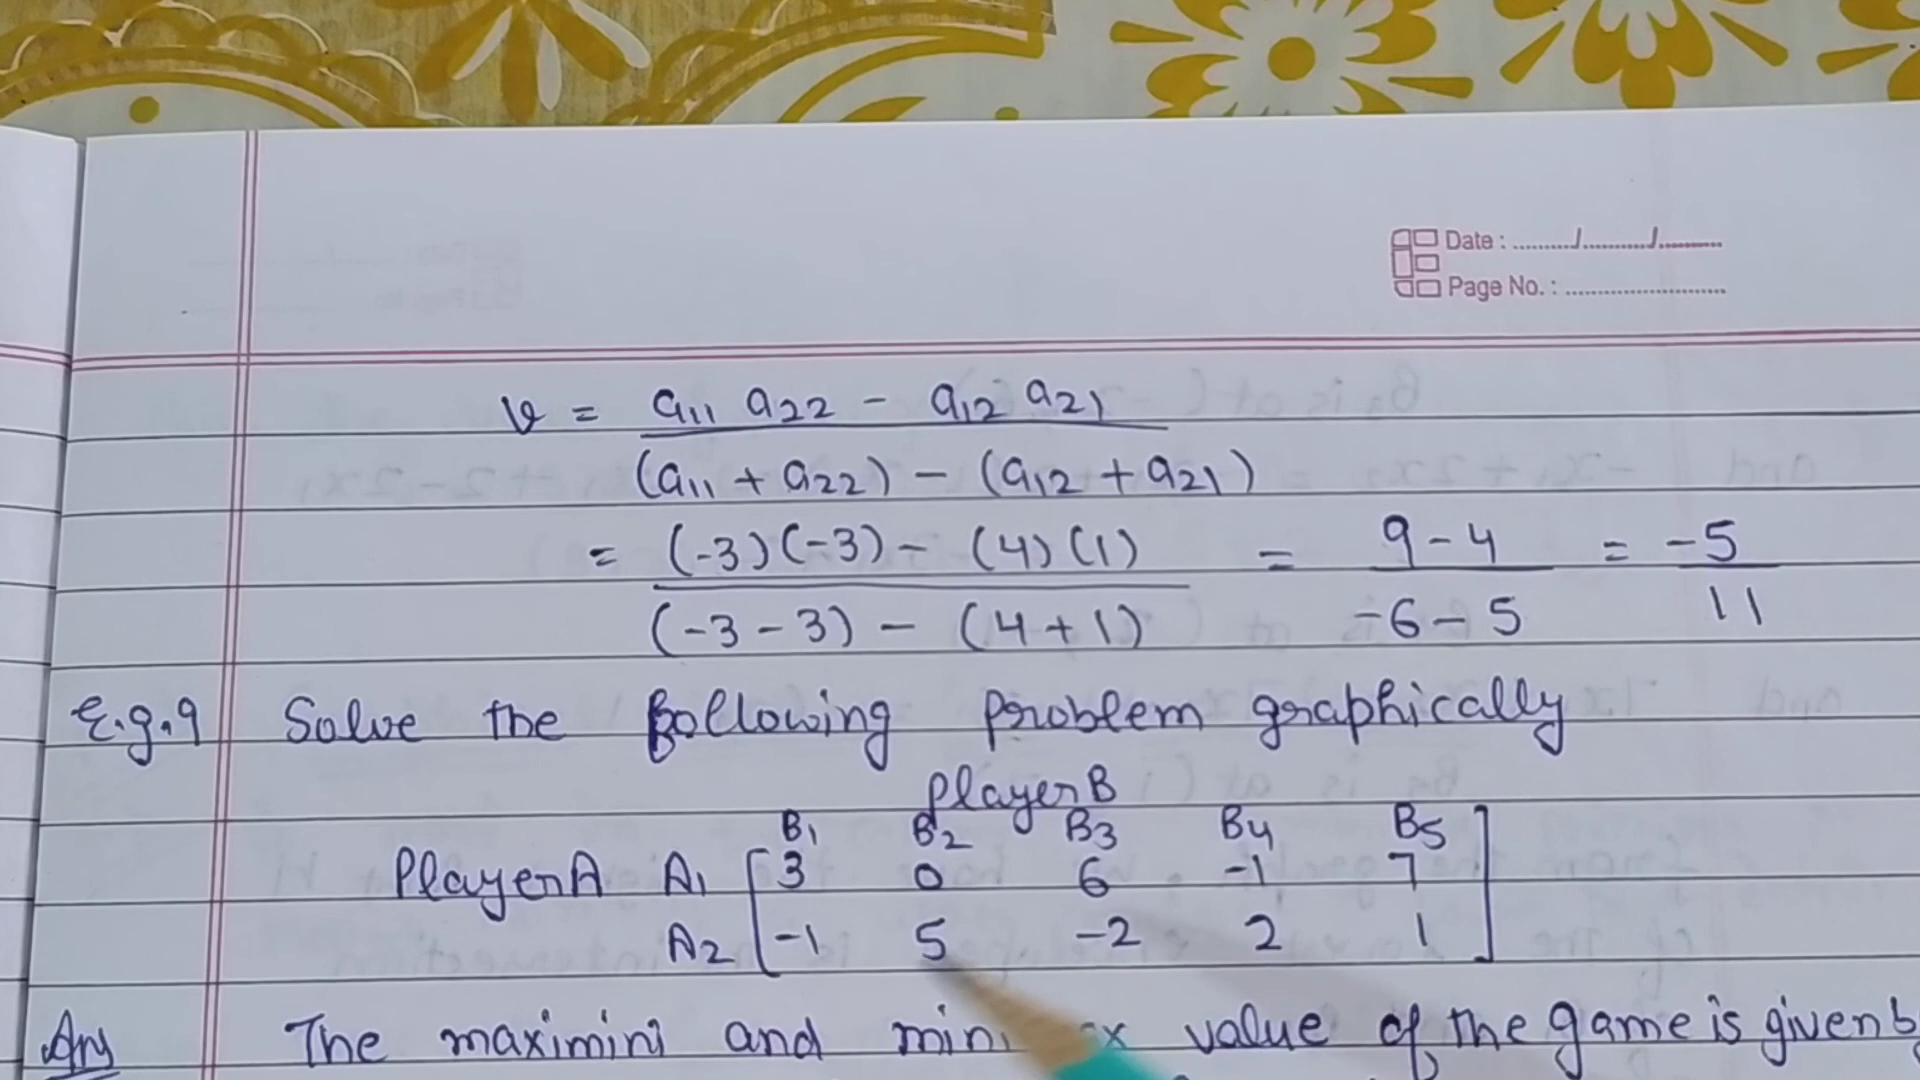 Date : ........./........./.........
Page No. : .........................
v = a11 a22 - a12 a21
(a11 + a22) - (a12 + a21)
= (-3)(-3) - (4)(1) = 9-4 = -5
(-3-3) - (4+1) -6-5 11
E.g.9 Solve the following problem graphically
Player B
B1 B2 B3 B4 B5
Player A A1 3 0 6 -1 7
A2 -1 5 -2 2 1
Ans The maximini and value of the game is given